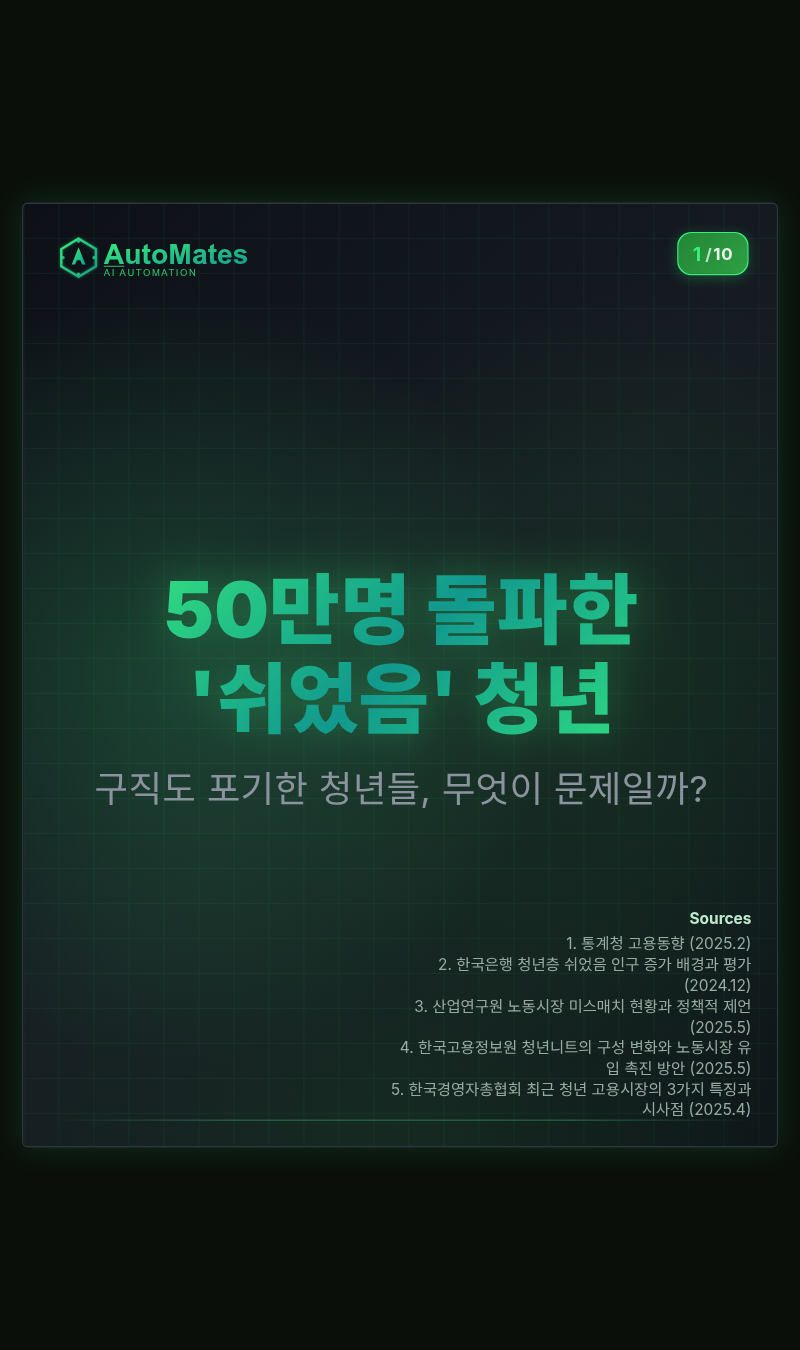 AutoMates
AI AUTOMATION
1/10
50만명 돌파한
'쉬었음' 청년
구직도 포기한 청년들, 무엇이 문제일까?
Sources
1. 통계청 고용동향 (2025.2)
2. 한국은행 청년층 쉬었음 인구 증가 배경과 평가
(2024.12)
3. 산업연구원 노동시장 미스매치 현황과 정책적 제언
(2025.5)
4. 한국고용정보원 청년니트의 구성 변화와 노동시장 유
입 촉진 방안 (2025.5)
5. 한국경영자총협회 최근 청년 고용시장의 3가지 특징과
시사점 (2025.4)